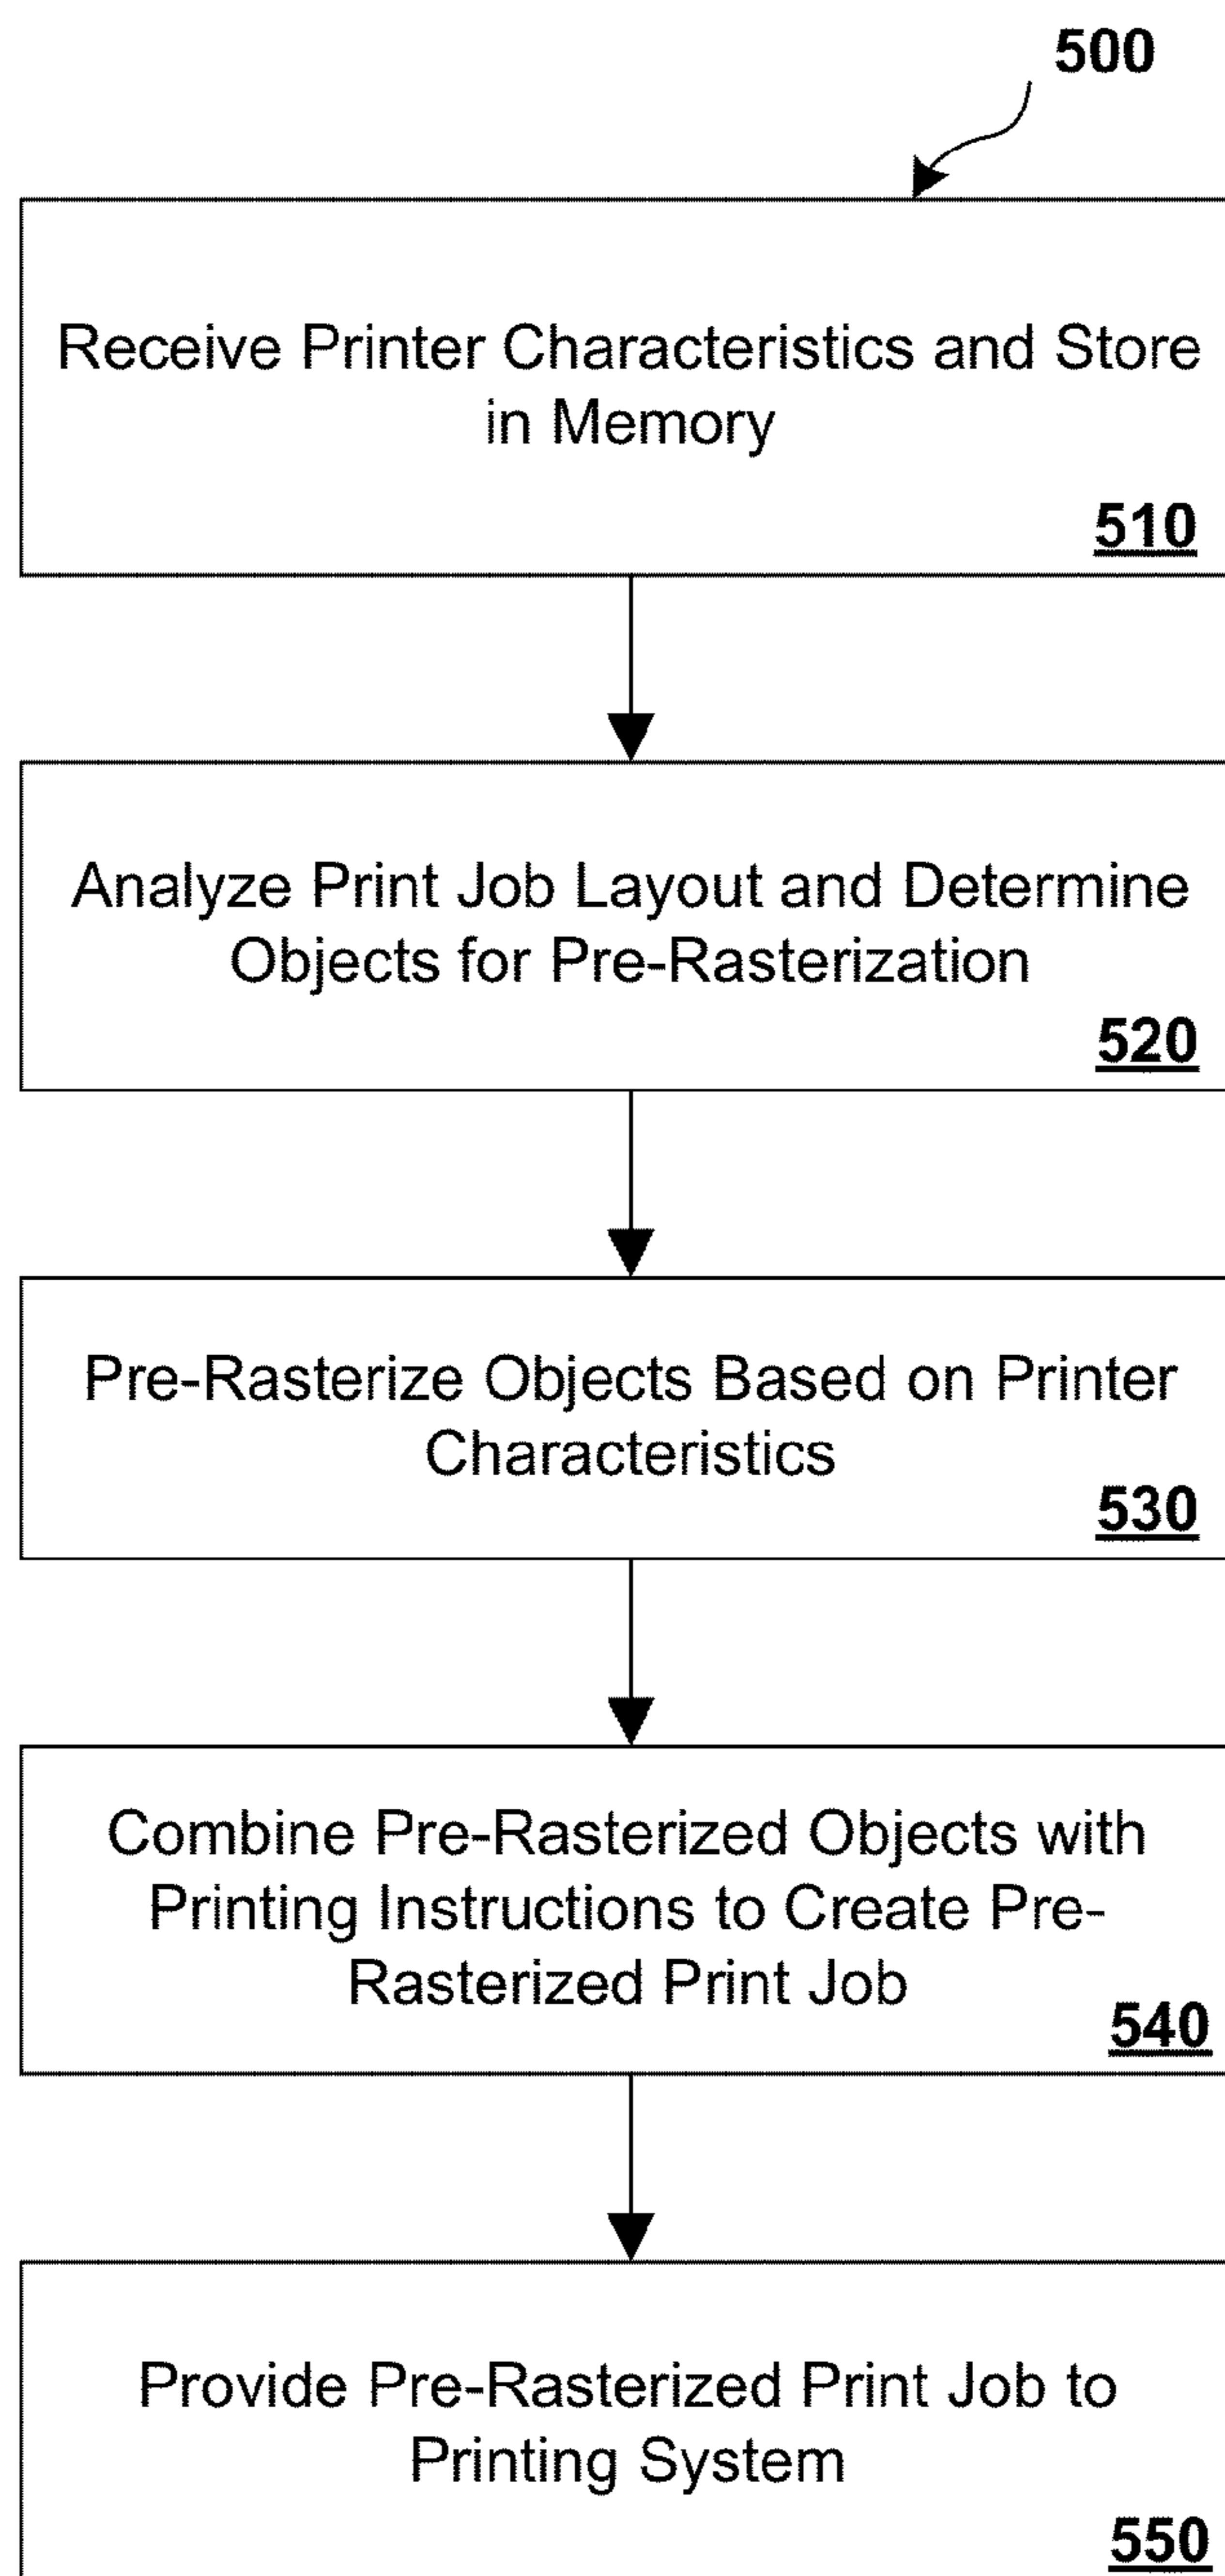 500
Receive Printer Characteristics and Store
in Memory
510
Analyze Print Job Layout and Determine
Objects for Pre-Rasterization
520
Pre-Rasterize Objects Based on Printer
Characteristics
530
Combine Pre-Rasterized Objects with
Printing Instructions to Create Pre-
Rasterized Print Job
540
Provide Pre-Rasterized Print Job to
Printing System
550